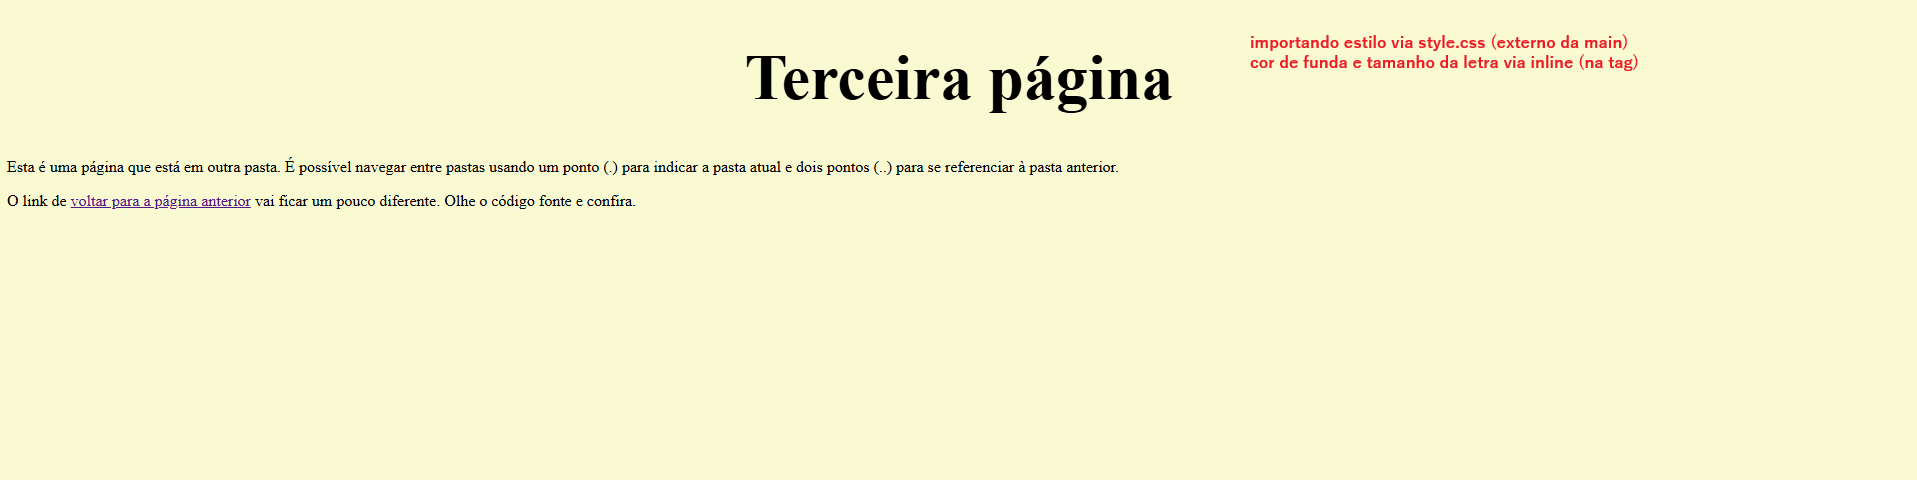 Terceira página
importando estilo via style.css (externo da main)
cor de funda e tamanho da letra via inline (na tag)
Esta é uma página que está em outra pasta. É possível navegar entre pastas usando um ponto (.) para indicar a pasta atual e dois pontos (..) para se referenciar à pasta anterior.
O link de voltar para a página anterior vai ficar um pouco diferente. Olhe o código fonte e confira.